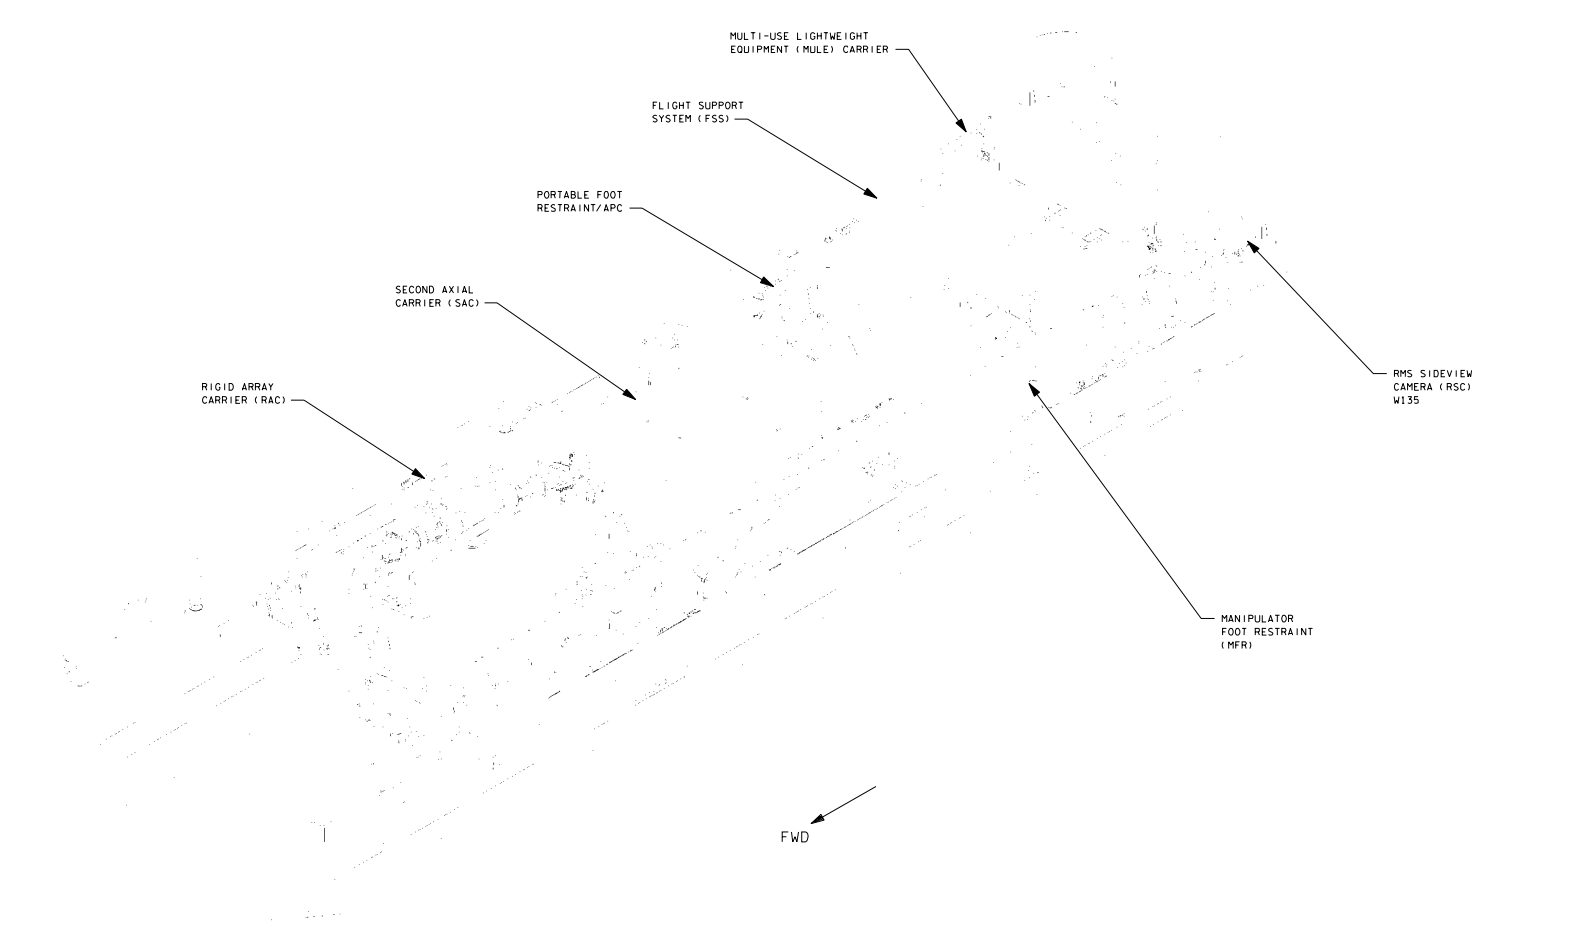 MULTI-USE LIGHTWEIGHT
EQUIPMENT (MULE) CARRIER
FLIGHT SUPPORT
SYSTEM (FSS)
PORTABLE FOOT
RESTRAINT/APC
SECOND AXIAL
CARRIER (SAC)
RIGID ARRAY
CARRIER (RAC)
RMS SIDEVIEW
CAMERA (RSC)
W135
MANIPULATOR
FOOT RESTRAINT
(MFR)
FWD